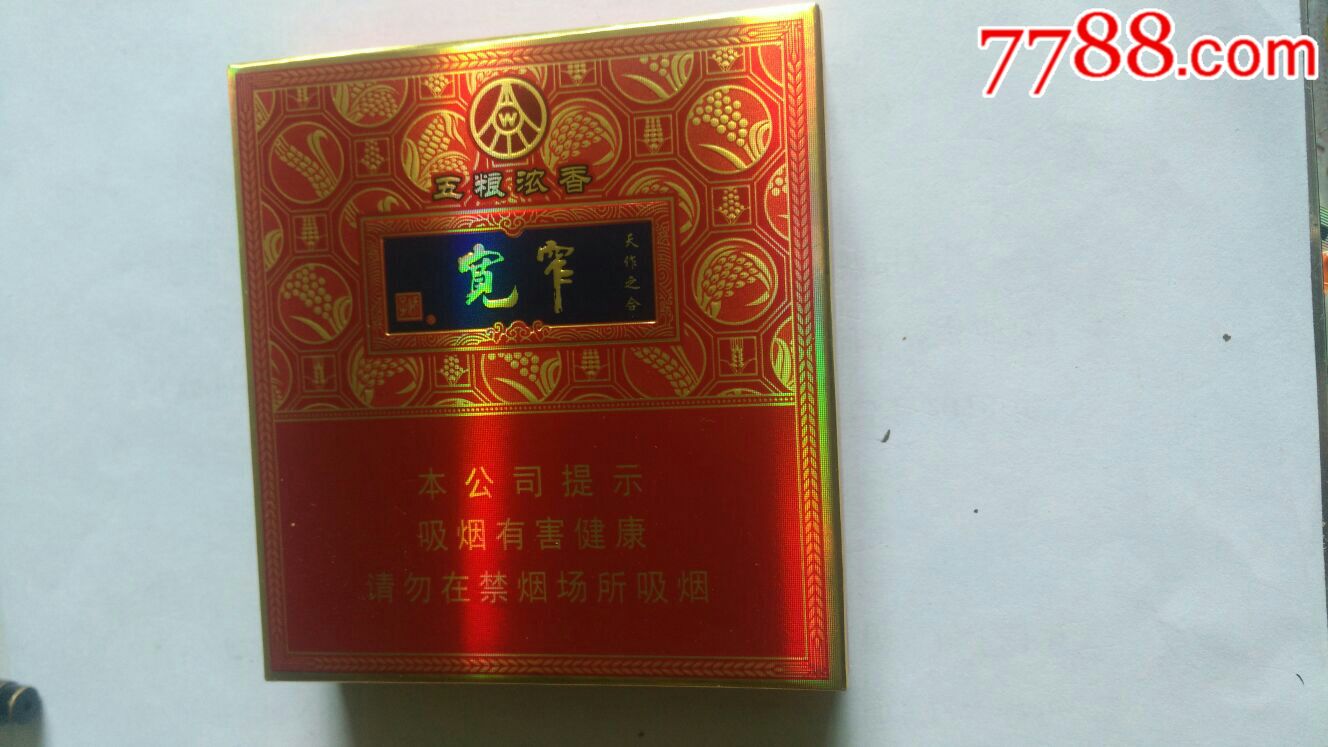 7788.com
W
五粮浓香
宽窄
天作之合
本公司提示
吸烟有害健康
请勿在禁烟场所吸烟